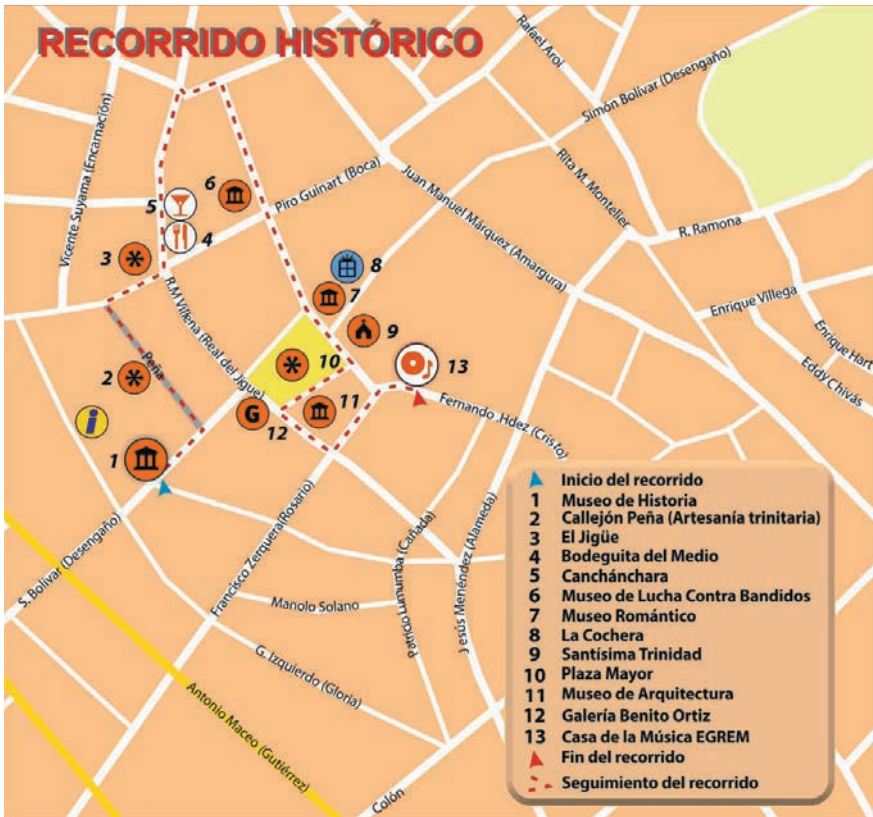 RECORRIDO HISTÓRICO
Rafael Arol
Simón Bolivar (Desengaño)
Vicente Suyama (Encarnación)
Rita M. Montelier
Juan Manuel Márquez (Amargura)
Piro Guinart (Boca)
R. Ramona
6
5
4
3
8
7
9
Enrique Villega
Enrique Hart
Eddy Chivás
R.M Villena (Real del Jigue)
Peña
2
10
13
11
G
12
i
1
Fernando .Hdez (Cristo)
S. Bolivar (Desengaño)
Francisco Zerquera(Rosario)
Patricio Lumumba (Cañada)
Jesús Menéndez (Alameda)
Manolo Solano
G. Izquierdo (Gloria)
Antonio Maceo (Gutiérrez)
Colón
Inicio del recorrido
1 Museo de Historia
2 Callejón Peña (Artesanía trinitaria)
3 El Jigüe
4 Bodeguita del Medio
5 Canchánchara
6 Museo de Lucha Contra Bandidos
7 Museo Romántico
8 La Cochera
9 Santísima Trinidad
10 Plaza Mayor
11 Museo de Arquitectura
12 Galería Benito Ortiz
13 Casa de la Música EGREM
Fin del recorrido
Seguimiento del recorrido